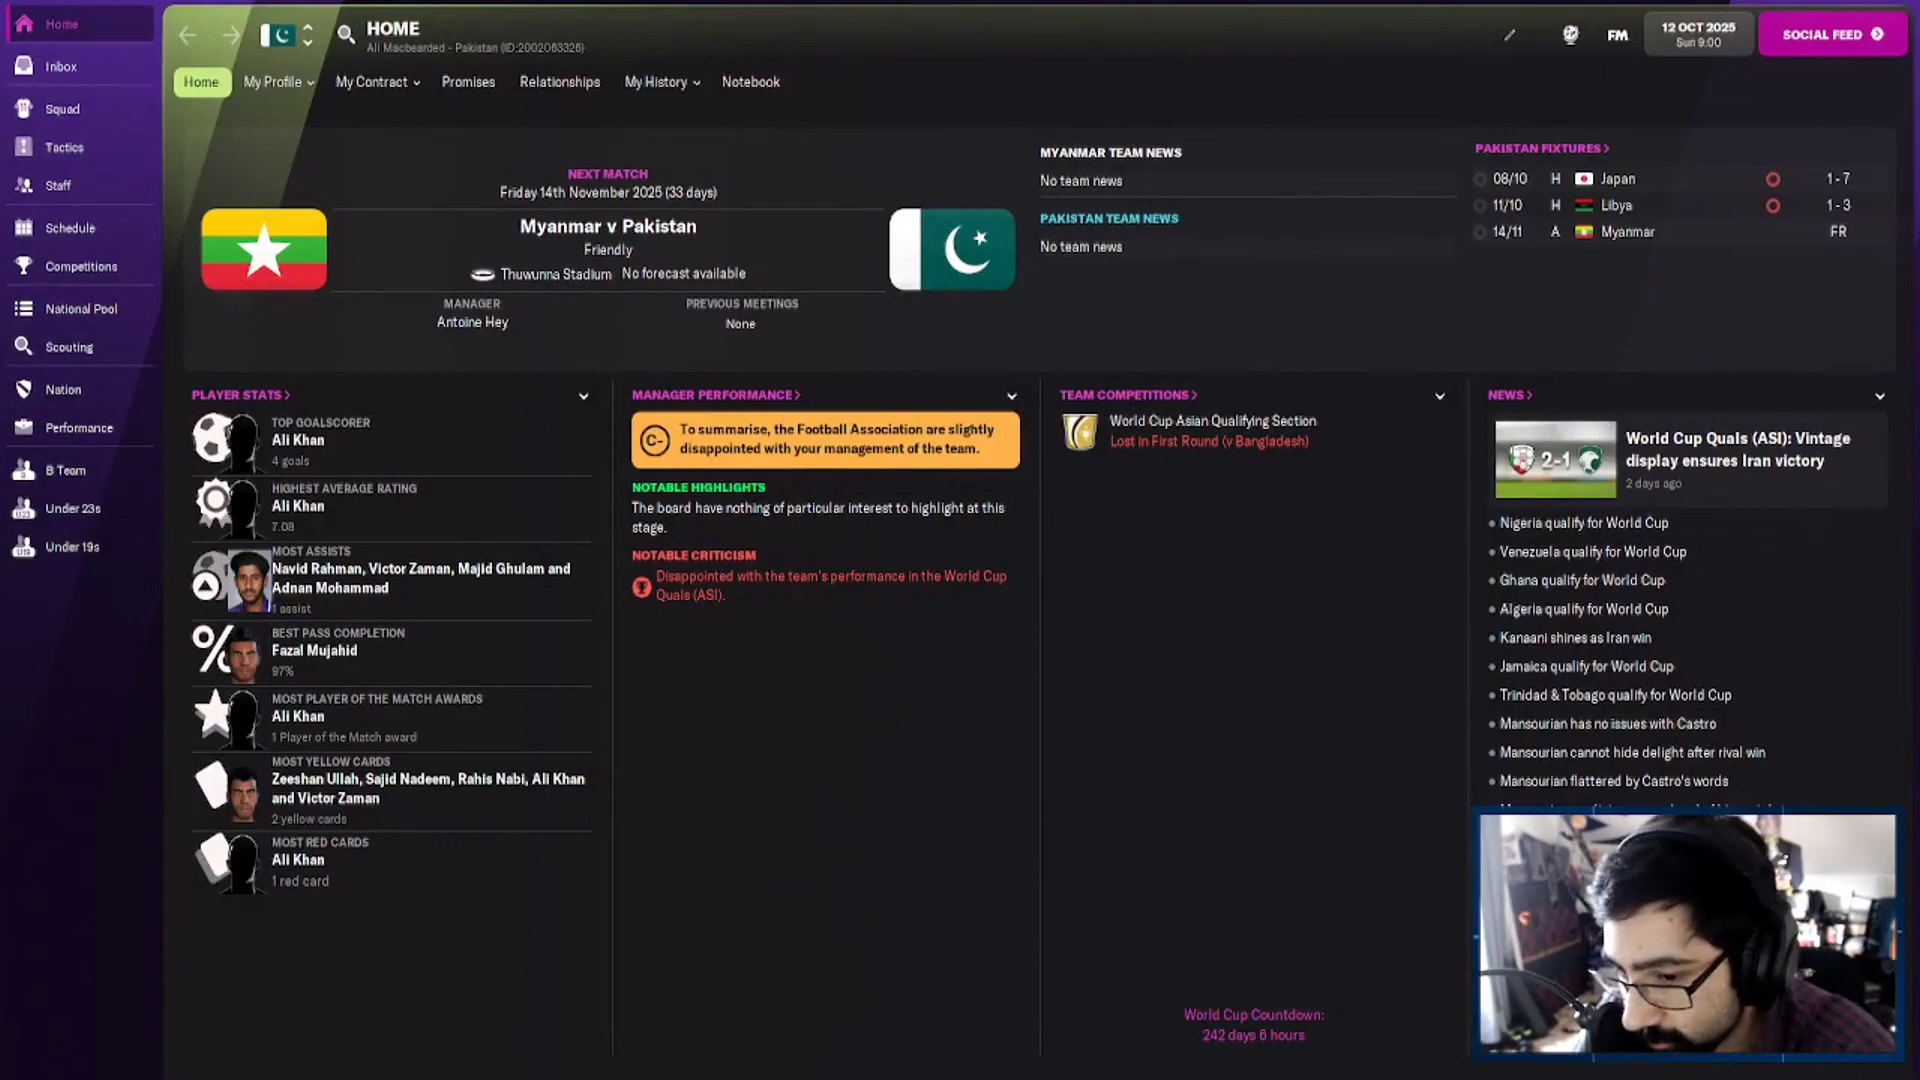 Home
Inbox
Squad
Tactics
Staff
Schedule
Competitions
National Pool
Scouting
Nation
Performance
B Team
Under 23s
Under 19s
HOME
Ali Macbearded - Pakistan (ID:2002063326)
FM
12 OCT 2025
Sun 9:00
SOCIAL FEED
Home
My Profile
My Contract
Promises
Relationships
My History
Notebook
NEXT MATCH
Friday 14th November 2025 (33 days)
Myanmar v Pakistan
Friendly
Thuwunna Stadium No forecast available
MANAGER
Antoine Hey
PREVIOUS MEETINGS
None
MYANMAR TEAM NEWS
No team news
PAKISTAN TEAM NEWS
No team news
PAKISTAN FIXTURES >
08/10 H Japan 1 - 7
11/10 H Libya 1 - 3
14/11 A Myanmar FR
PLAYER STATS >
TOP GOALSCORER
Ali Khan
4 goals
HIGHEST AVERAGE RATING
Ali Khan
7.08
MOST ASSISTS
Navid Rahman, Victor Zaman, Majid Ghulam and
Adnan Mohammad
1 assist
%
BEST PASS COMPLETION
Fazal Mujahid
97%
MOST PLAYER OF THE MATCH AWARDS
Ali Khan
1 Player of the Match award
MOST YELLOW CARDS
Zeeshan Ullah, Sajid Nadeem, Rahis Nabi, Ali Khan
and Victor Zaman
2 yellow cards
MOST RED CARDS
Ali Khan
1 red card
MANAGER PERFORMANCE >
C-
To summarise, the Football Association are slightly
disappointed with your management of the team.
NOTABLE HIGHLIGHTS
The board have nothing of particular interest to highlight at this
stage.
NOTABLE CRITICISM
Disappointed with the team's performance in the World Cup
Quals (ASI).
TEAM COMPETITIONS >
World Cup Asian Qualifying Section
Lost in First Round (v Bangladesh)
World Cup Countdown:
242 days 6 hours
NEWS >
2-1
World Cup Quals (ASI): Vintage
display ensures Iran victory
2 days ago
Nigeria qualify for World Cup
Venezuela qualify for World Cup
Ghana qualify for World Cup
Algeria qualify for World Cup
Kanaani shines as Iran win
Jamaica qualify for World Cup
Trinidad & Tobago qualify for World Cup
Mansourian has no issues with Castro
Mansourian cannot hide delight after rival win
Mansourian flattered by Castro's words